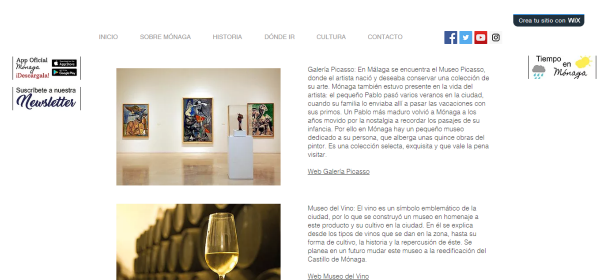 Crea tu sitio con WiX
INICIO SOBRE MÓNAGA HISTORIA DÓNDE IR CULTURA CONTACTO
App Oficial
Mónaga
¡Descárgala!
App Store
Google Play
Suscríbete a nuestra
Newsletter
Tiempo
en
Mónaga
Galería Picasso: En Málaga se encuentra el Museo Picasso,
donde el artista nació y deseaba conservar una colección de
su arte. Mónaga también estuvo presente en la vida del
artista: el pequeño Pablo pasó varios veranos en la ciudad,
cuando su familia lo enviaba allí a pasar las vacaciones con
sus primos. Un Pablo más maduro volvió a Mónaga a los
años movido por la nostalgia a recordar los pasajes de su
infancia. Por ello en Mónaga hay un pequeño museo
dedicado a su persona, que alberga unas quince obras del
pintor. Es una colección selecta, exquisita y que vale la pena
visitar.
Web Galería Picasso
Museo del Vino: El vino es un símbolo emblemático de la
ciudad, por lo que se construyó un museo en homenaje a
este producto y su cultivo en la ciudad. En él se explica
desde los tipos de vinos que se dan en la zona, hasta su
forma de cultivo, la historia y la repercusión de éste. Se
planea en un futuro mudar este museo a la reedificación del
Castillo de Mónaga.
Web Museo del Vino